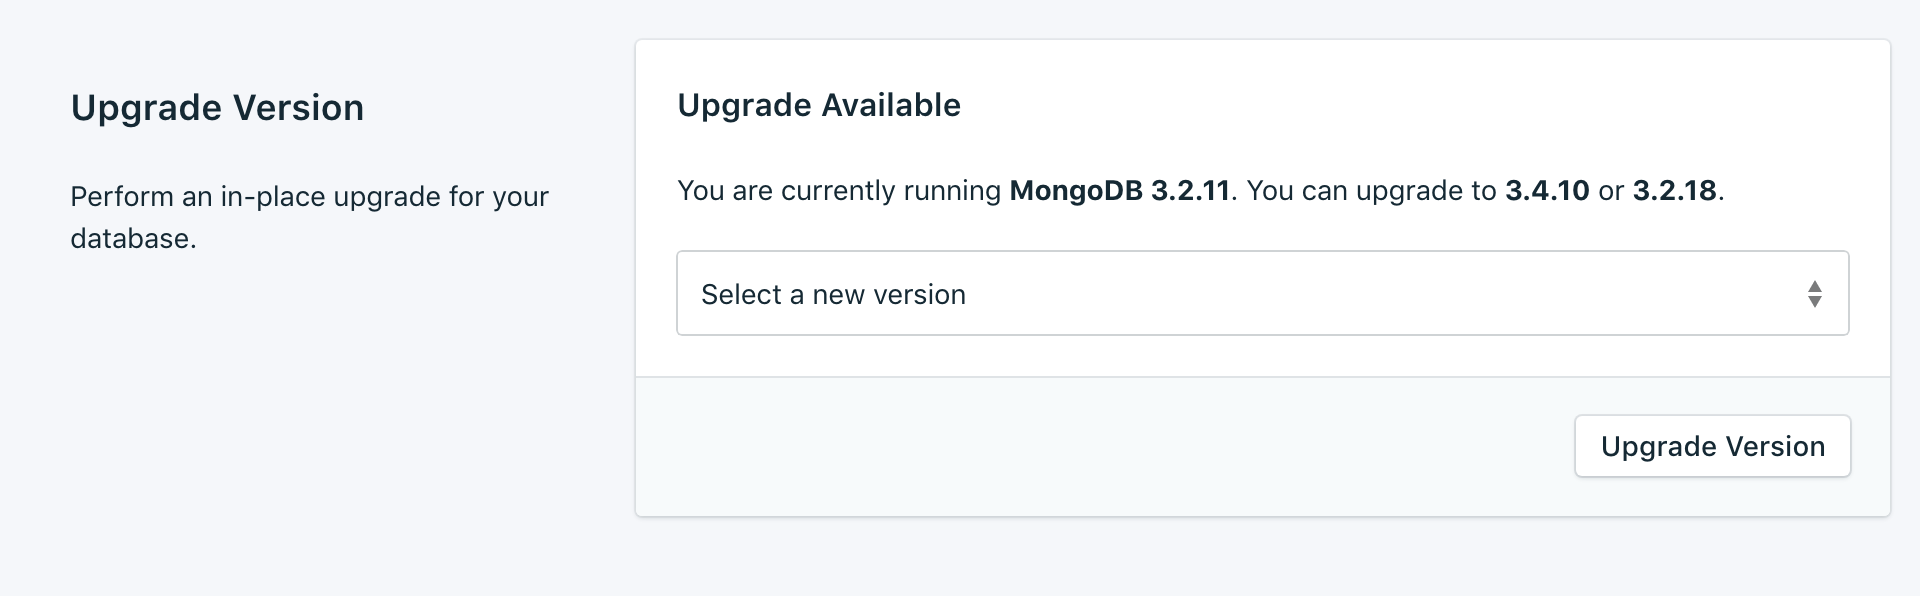 Upgrade Version
Perform an in-place upgrade for your
database.
Upgrade Available
You are currently running MongoDB 3.2.11. You can upgrade to 3.4.10 or 3.2.18.
Select a new version
Upgrade Version